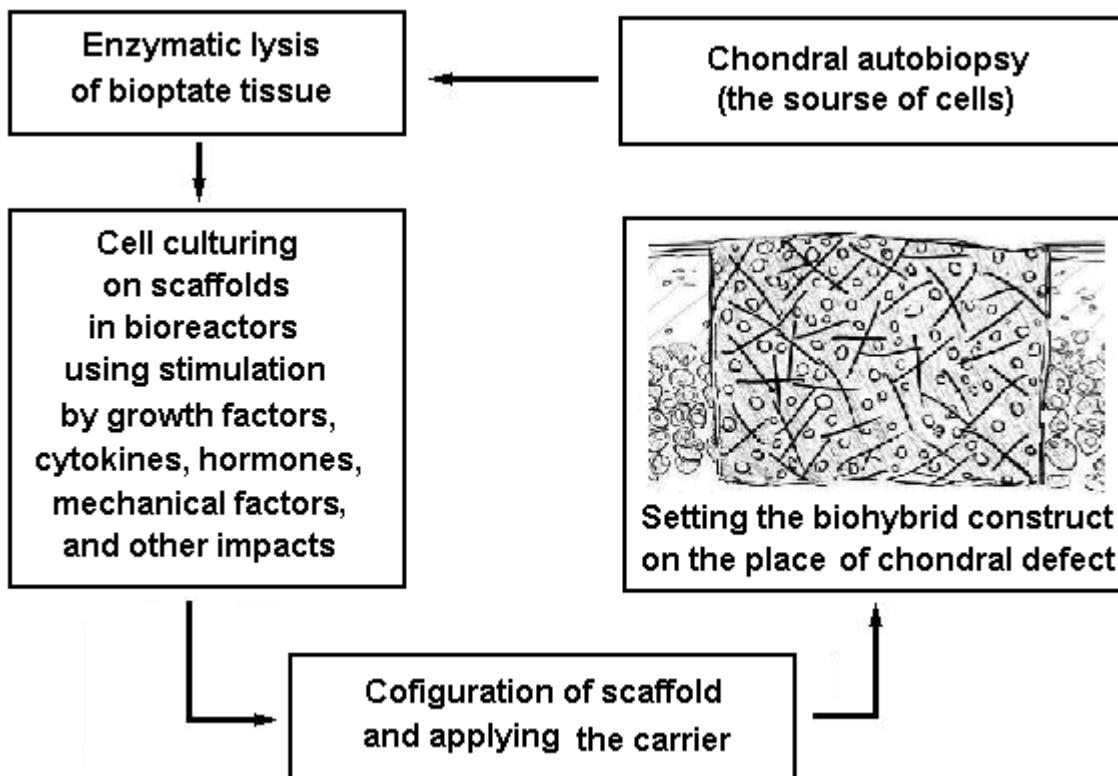 Enzymatic lysis
of bioptate tissue
Chondral autobiopsy
(the sourse of cells)
Cell culturing
on scaffolds
in bioreactors
using stimulation
by growth factors,
cytokines, hormones,
mechanical factors,
and other impacts
Setting the biohybrid construct
on the place of chondral defect
Cofiguration of scaffold
and applying the carrier